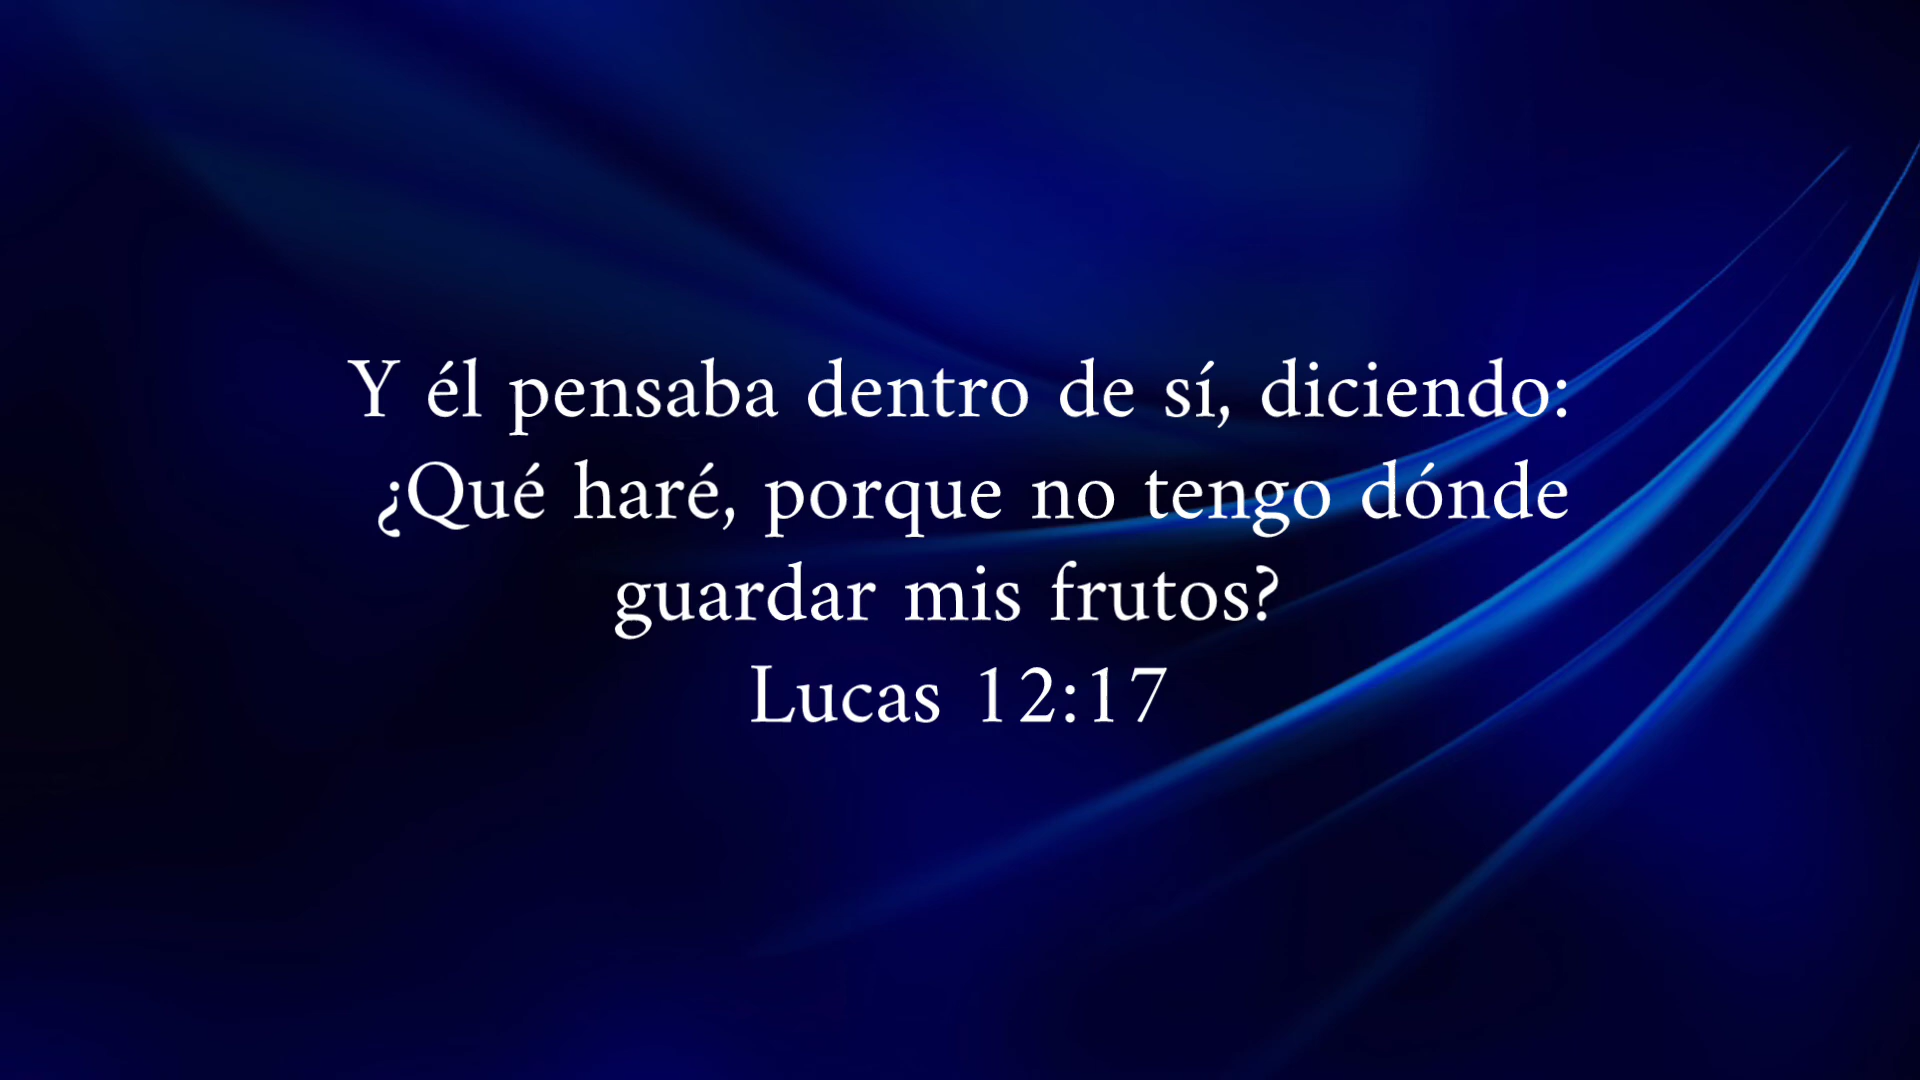 Y él pensaba dentro de sí, diciendo:
¿Qué haré, porque no tengo dónde
guardar mis frutos?
Lucas 12:17